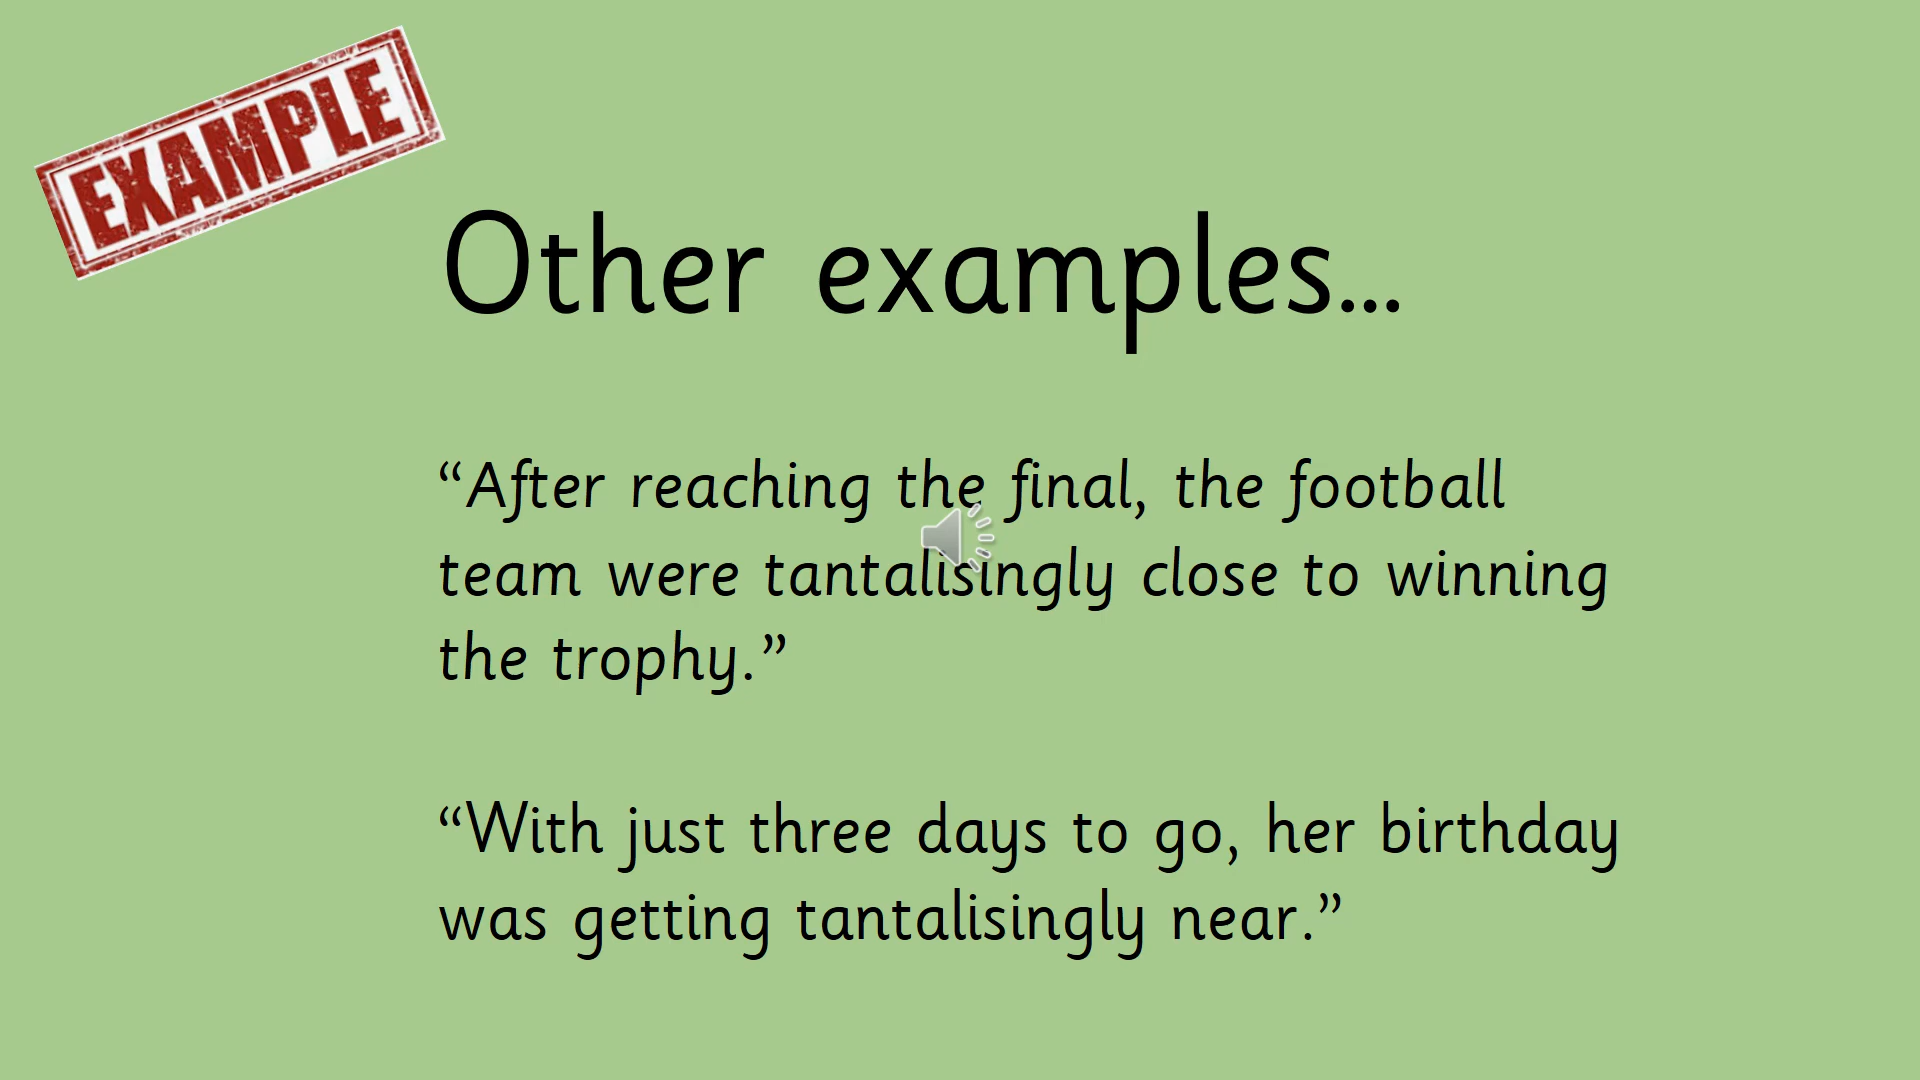 EXAMPLE
Other examples...
“After reaching the final, the football
team were tantalisingly close to winning
the trophy.”
“With just three days to go, her birthday
was getting tantalisingly near.”